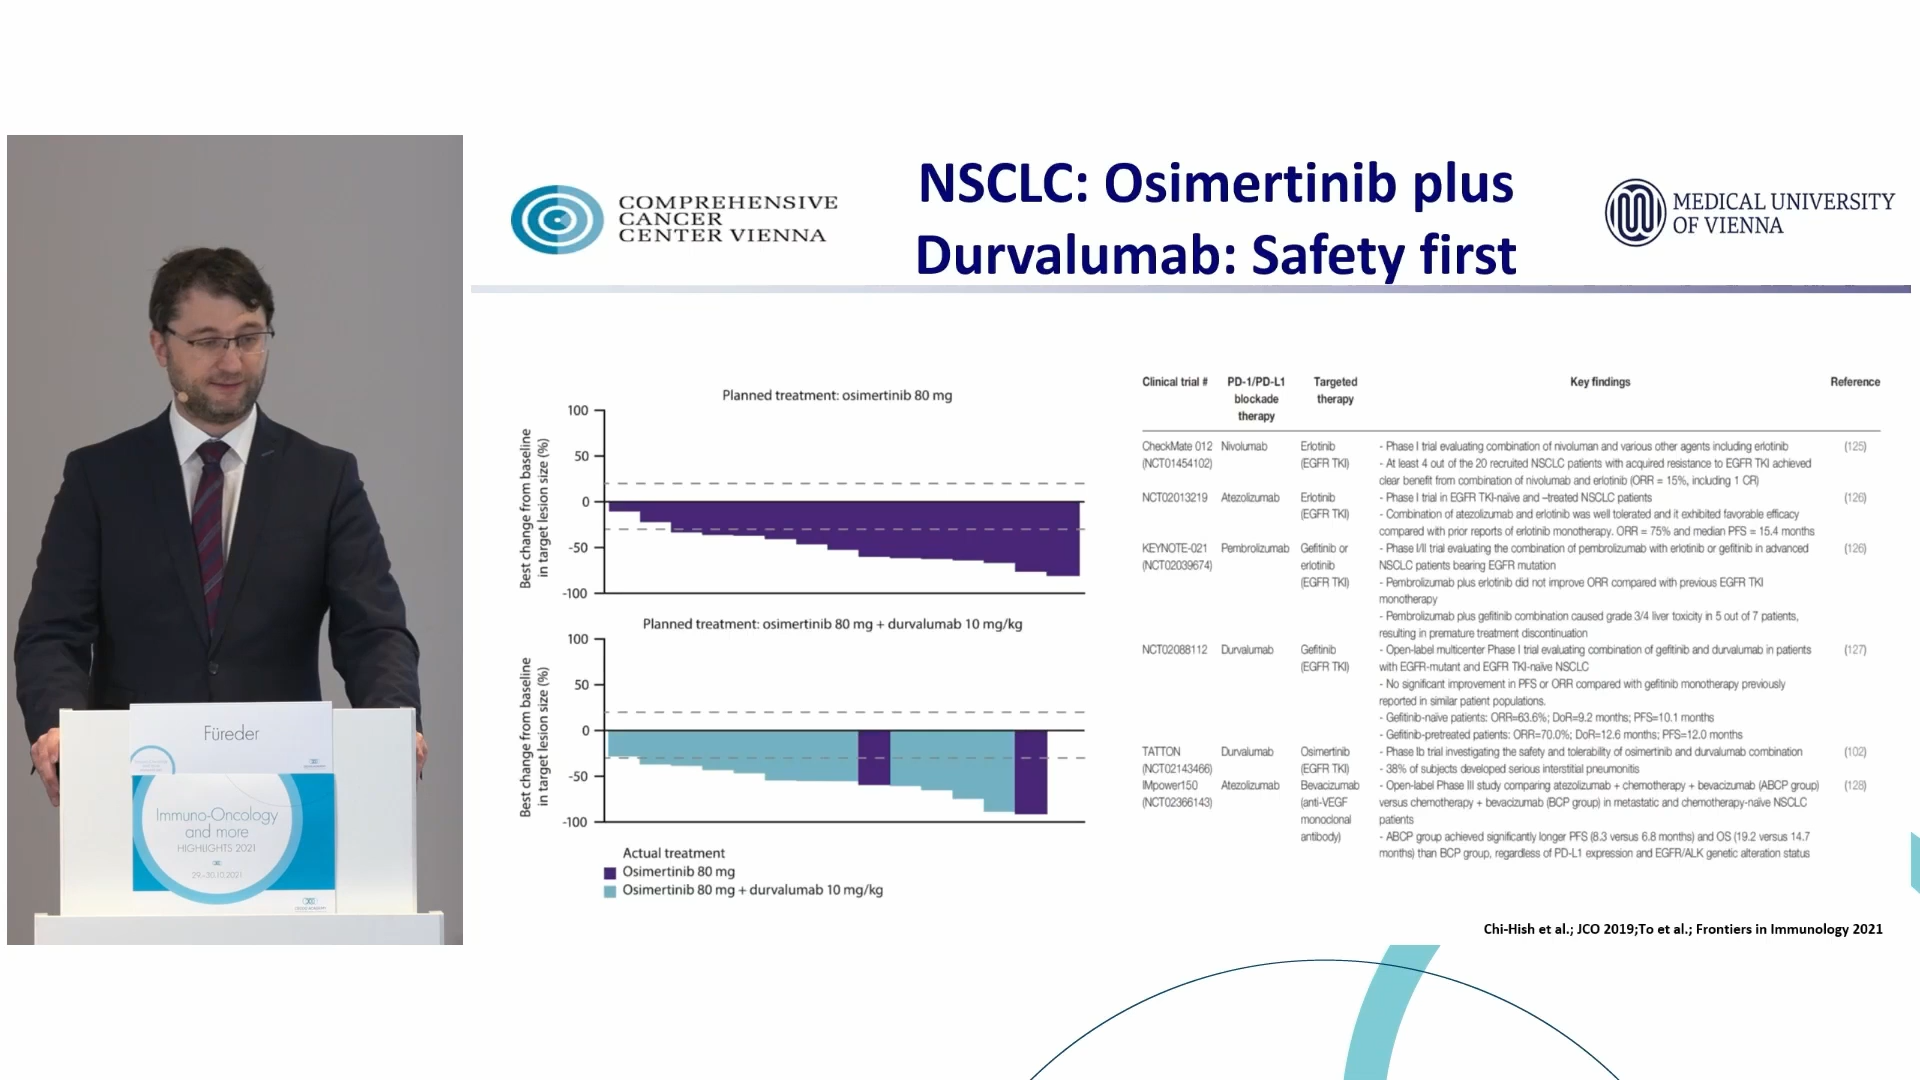 COMPREHENSIVE
CANCER
CENTER VIENNA
NSCLC: Osimertinib plus
Durvalumab: Safety first
MEDICAL UNIVERSITY
OF VIENNA
Planned treatment: osimertinib 80 mg
Best change from baseline
in target lesion size (%)
100
50
0
-50
-100
Planned treatment: osimertinib 80 mg + durvalumab 10 mg/kg
Best change from baseline
in target lesion size (%)
100
50
0
-50
-100
Actual treatment
Osimertinib 80 mg
Osimertinib 80 mg + durvalumab 10 mg/kg
Clinical trial # PD-1/PD-L1 Targeted Key findings Reference
blockade therapy
therapy
CheckMate 012 Nivolumab Erlotinib - Phase I trial evaluating combination of nivoluman and various other agents including erlotinib (125)
(NCT01454102) (EGFR TKI) - At least 4 out of the 20 recruited NSCLC patients with acquired resistance to EGFR TKI achieved
clear benefit from combination of nivolumab and erlotinib (ORR = 15%, including 1 CR)
NCT02013219 Atezolizumab Erlotinib - Phase I trial in EGFR TKI-naive and –treated NSCLC patients (126)
(EGFR TKI) - Combination of atezolizumab and erlotinib was well tolerated and it exhibited favorable efficacy
compared with prior reports of erlotinib monotherapy. ORR = 75% and median PFS = 15.4 months
KEYNOTE-021 Pembrolizumab Gefitinib or - Phase I/II trial evaluating the combination of pembrolizumab with erlotinib or gefitinib in advanced (126)
(NCT02039674) erlotinib NSCLC patients bearing EGFR mutation
(EGFR TKI) - Pembrolizumab plus erlotinib did not improve ORR compared with previous EGFR TKI
monotherapy
- Pembrolizumab plus gefitinib combination caused grade 3/4 liver toxicity in 5 out of 7 patients,
resulting in premature treatment discontinuation
NCT02088112 Durvalumab Gefitinib - Open-label multicenter Phase I trial evaluating combination of gefitinib and durvalumab in patients (127)
(EGFR TKI) with EGFR-mutant and EGFR TKI-naïve NSCLC
- No significant improvement in PFS or ORR compared with gefitinib monotherapy previously
reported in similar patient populations.
- Gefitinib-naive patients: ORR=63.6%; DoR=9.2 months; PFS=10.1 months
- Gefitinib-pretreated patients: ORR=70.0%; DoR=12.6 months; PFS=12.0 months
TATTON Durvalumab Osimertinib - Phase Ib trial investigating the safety and tolerability of osimertinib and durvalumab combination (102)
(NCT02143466) (EGFR TKI) - 38% of subjects developed serious interstitial pneumonitis
IMpower150 Atezolizumab Bevacizumab - Open-label Phase III study comparing atezolizumab + chemotherapy + bevacizumab (ABCP group) (128)
(NCT02366143) (anti-VEGF versus chemotherapy + bevacizumab (BCP group) in metastatic and chemotherapy-naïve NSCLC
monoclonal patients
antibody) - ABCP group achieved significantly longer PFS (8.3 versus 6.8 months) and OS (19.2 versus 14.7
months) than BCP group, regardless of PD-L1 expression and EGFR/ALK genetic alteration status
Chi-Hish et al.; JCO 2019;To et al.; Frontiers in Immunology 2021
Füreder
Immuno-Oncology
and more
HIGHLIGHTS 2021
29.-30.10.2021